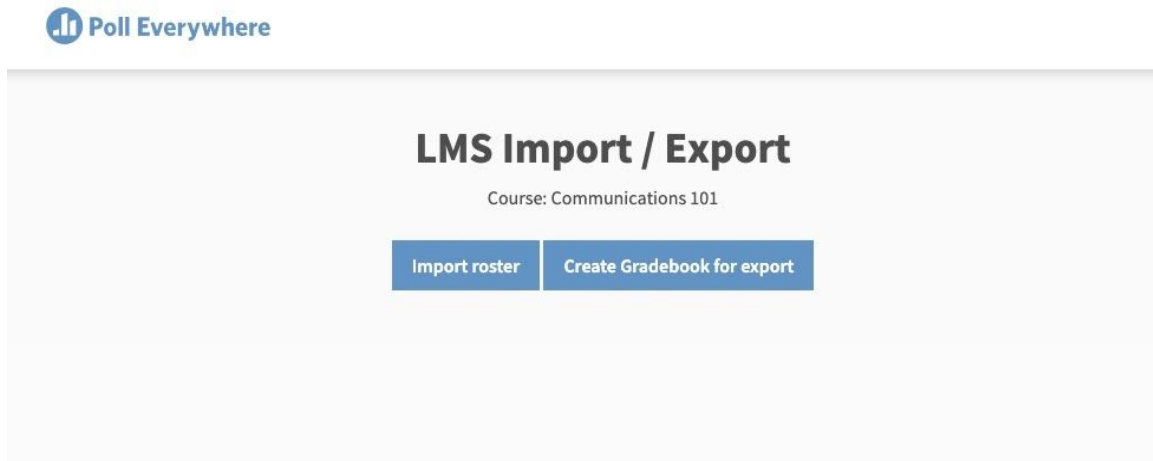 Poll Everywhere
LMS Import / Export
Course: Communications 101
Import roster
Create Gradebook for export